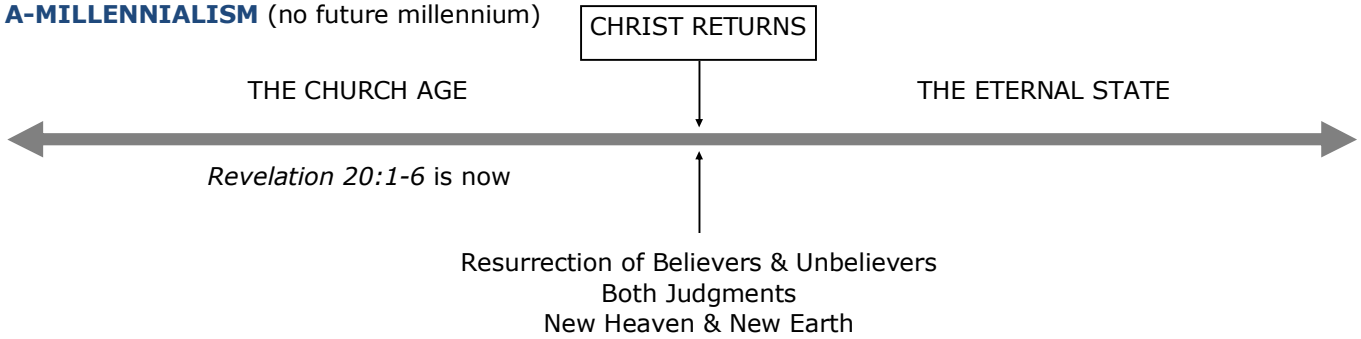 A-MILLENNIALISM (no future millennium)
CHRIST RETURNS
THE CHURCH AGE
THE ETERNAL STATE
Revelation 20:1-6 is now
Resurrection of Believers & Unbelievers
Both Judgments
New Heaven & New Earth